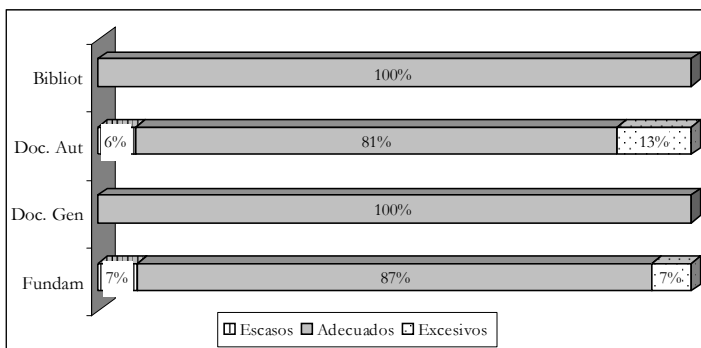 Bibliot 100%
Doc. Aut 6% 81% 13%
Doc. Gen 100%
Fundam 7% 87% 7%
Escasos Adecuados Excesivos